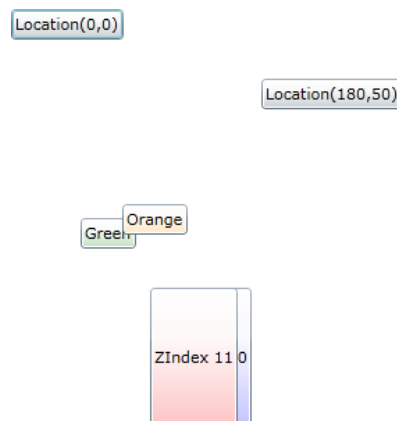 Location(0,0)
Location(180,50)
Orange
Green
ZIndex 11
0